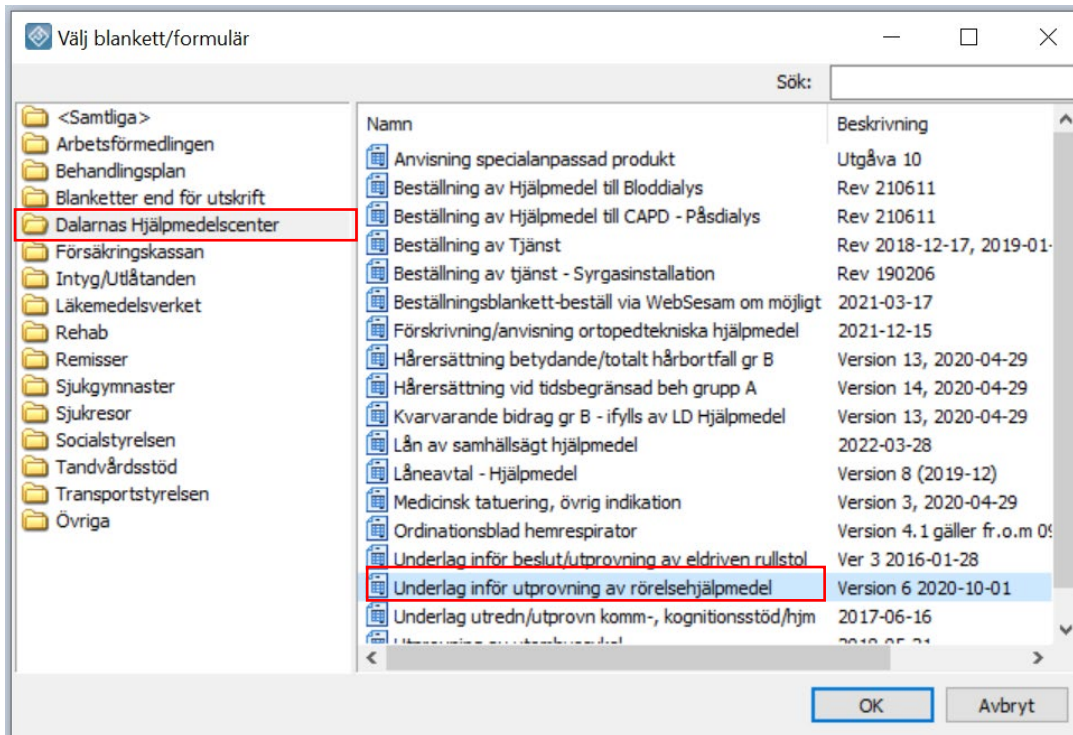 Välj blankett/formulär
Sök:
<Samtliga>
Arbetsförmedlingen
Behandlingsplan
Blanketter end för utskrift
Dalarnas Hjälpmedelscenter
Försäkringskassan
Intyg/Utlåtanden
Läkemedelsverket
Rehab
Remisser
Sjukgymnaster
Sjukresor
Socialstyrelsen
Tandvårdsstöd
Transportstyrelsen
Övriga
Namn Beskrivning
Anvisning specialanpassad produkt Utgåva 10
Beställning av Hjälpmedel till Bloddialys Rev 210611
Beställning av Hjälpmedel till CAPD - Påsdialys Rev 210611
Beställning av Tjänst Rev 2018-12-17, 2019-01-
Beställning av tjänst - Syrgasinstallation Rev 190206
Beställningsblankett-beställ via WebSesam om möjligt 2021-03-17
Förskrivning/anvisning ortopedtekniska hjälpmedel 2021-12-15
Hårersättning betydande/totalt hårbortfall gr B Version 13, 2020-04-29
Hårersättning vid tidsbegränsad beh grupp A Version 14, 2020-04-29
Kvarvarande bidrag gr B - ifylls av LD Hjälpmedel Version 13, 2020-04-29
Lån av samhällsägt hjälpmedel 2022-03-28
Låneavtal - Hjälpmedel Version 8 (2019-12)
Medicinsk tatuering, övrig indikation Version 3, 2020-04-29
Ordinationsblad hemrespirator Version 4.1 gäller fr.o.m 09
Underlag inför beslut/utprovning av eldriven rullstol Ver 3 2016-01-28
Underlag inför utprovning av rörelsehjälpmedel Version 6 2020-10-01
Underlag utredn/utprovn komm-, kognitionsstöd/hjm 2017-06-16
OK Avbryt